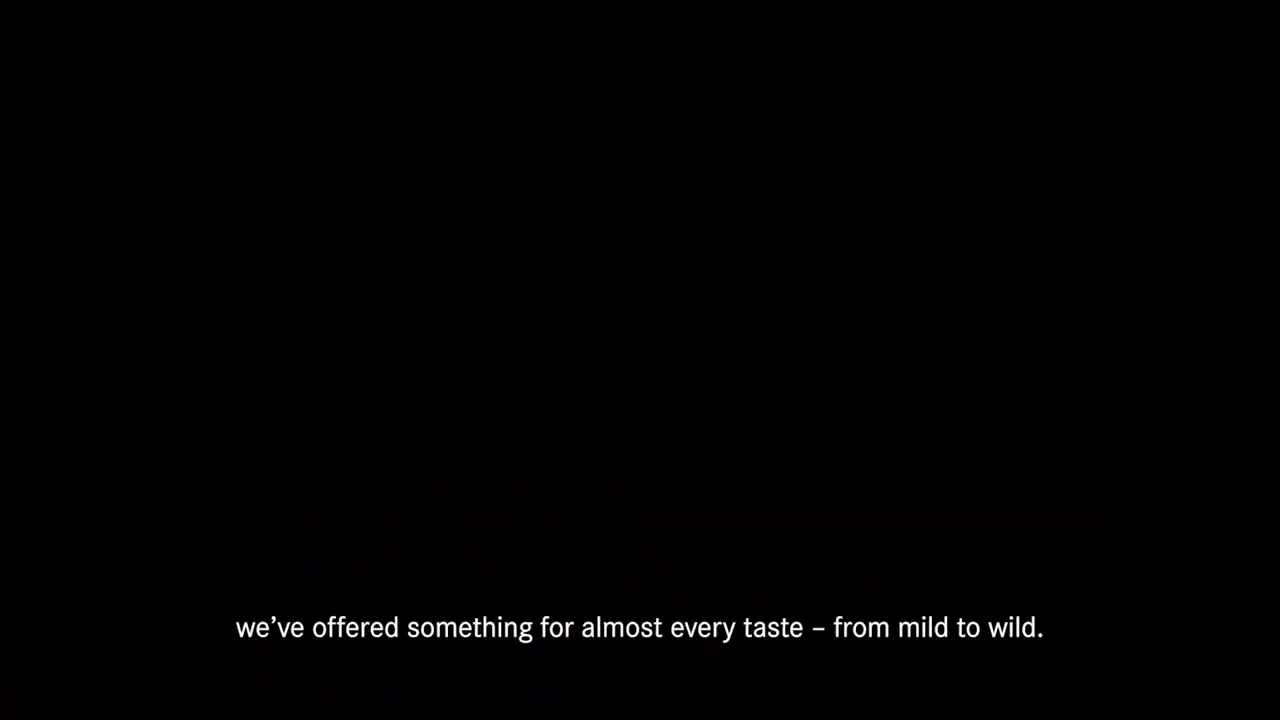 we’ve offered something for almost every taste – from mild to wild.